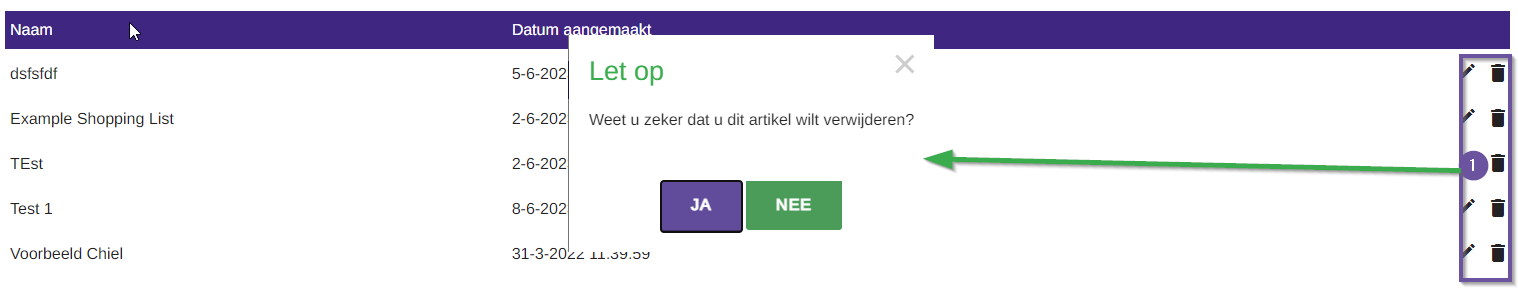 Naam Datum aangemaakt
dsfsfdf 5-6-202
Let op
Example Shopping List 2-6-202
Weet u zeker dat u dit artikel wilt verwijderen?
TEst 2-6-202
1
Test 1 8-6-202
JA NEE
Voorbeeld Chiel 31-3-2022 11:39:59